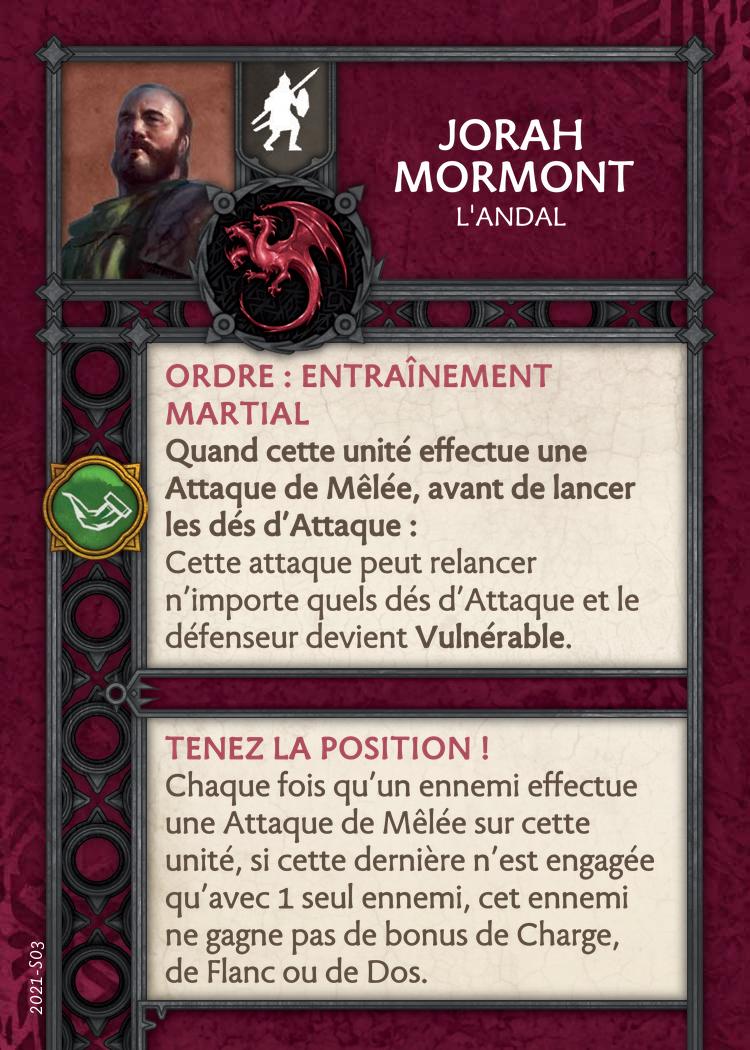 JORAH
MORMONT
L'ANDAL
ORDRE : ENTRAÎNEMENT
MARTIAL
Quand cette unité effectue une
Attaque de Mêlée, avant de lancer
les dés d’Attaque :
Cette attaque peut relancer
n’importe quels dés d’Attaque et le
défenseur devient Vulnérable.
TENEZ LA POSITION !
Chaque fois qu’un ennemi effectue
une Attaque de Mêlée sur cette
unité, si cette dernière n’est engagée
qu’avec 1 seul ennemi, cet ennemi
ne gagne pas de bonus de Charge,
de Flanc ou de Dos.
2021-S03